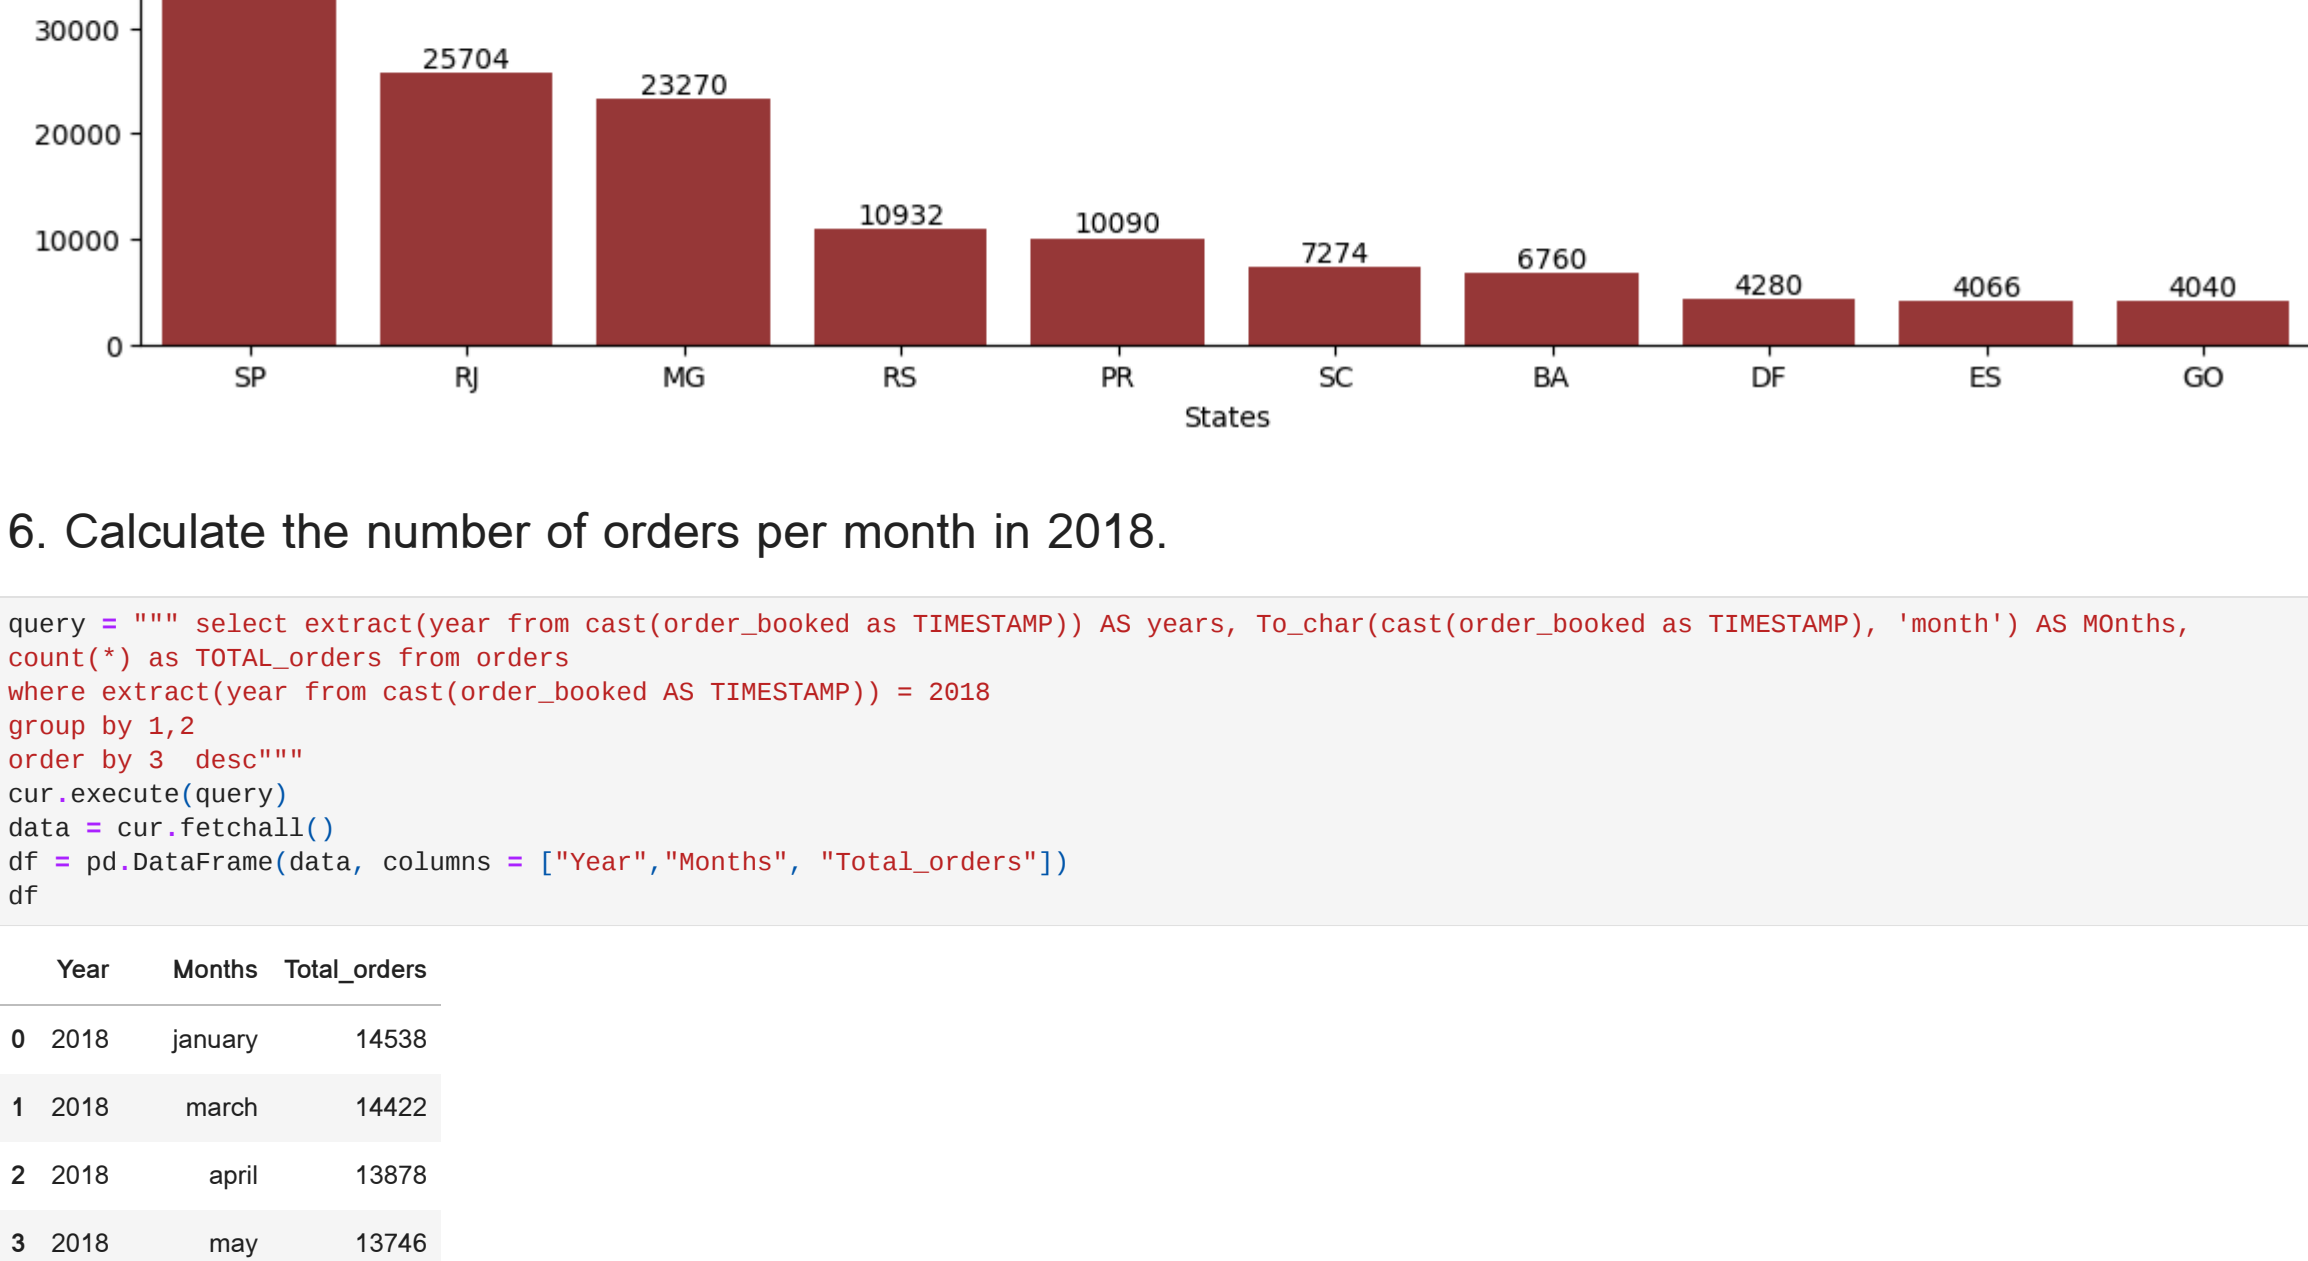 30000
25704
23270
20000
10932
10090
10000
7274
6760
4280
4066
4040
0
SP RJ MG RS PR SC BA DF ES GO
States
6. Calculate the number of orders per month in 2018.
query = """ select extract(year from cast(order_booked as TIMESTAMP)) AS years, To_char(cast(order_booked as TIMESTAMP), 'month') AS MOnths,
count(*) as TOTAL_orders from orders
where extract(year from cast(order_booked AS TIMESTAMP)) = 2018
group by 1,2
order by 3  desc"""
cur.execute(query)
data = cur.fetchall()
df = pd.DataFrame(data, columns = ["Year","Months", "Total_orders"])
df
Year Months Total_orders
0 2018 january 14538
1 2018 march 14422
2 2018 april 13878
3 2018 may 13746